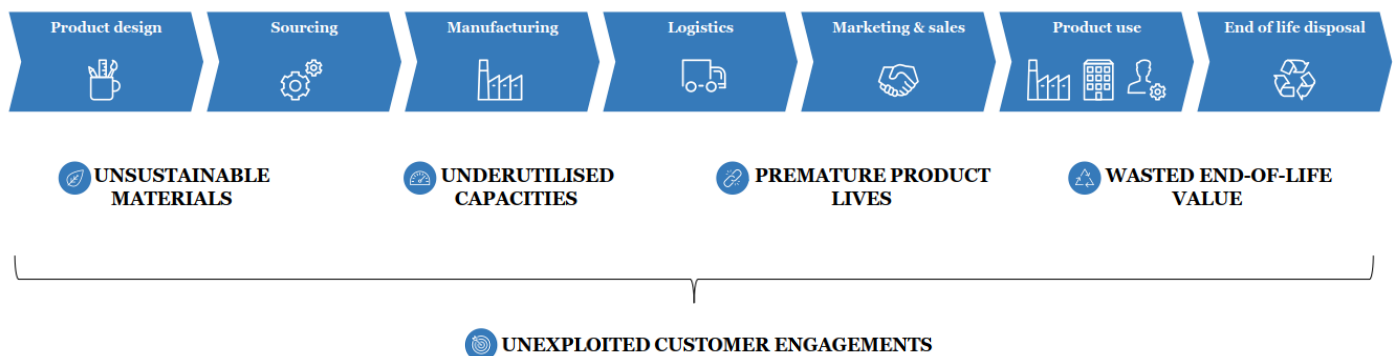 Product design
Sourcing
Manufacturing
Logistics
Marketing & sales
Product use
End of life disposal
UNSUSTAINABLE
MATERIALS
UNDERUTILISED
CAPACITIES
PREMATURE PRODUCT
LIVES
WASTED END-OF-LIFE
VALUE
UNEXPLOITED CUSTOMER ENGAGEMENTS